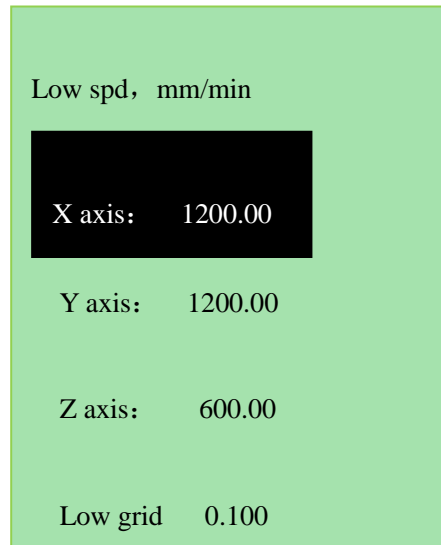 Low spd，mm/min
X axis： 1200.00
Y axis： 1200.00
Z axis： 600.00
Low grid 0.100